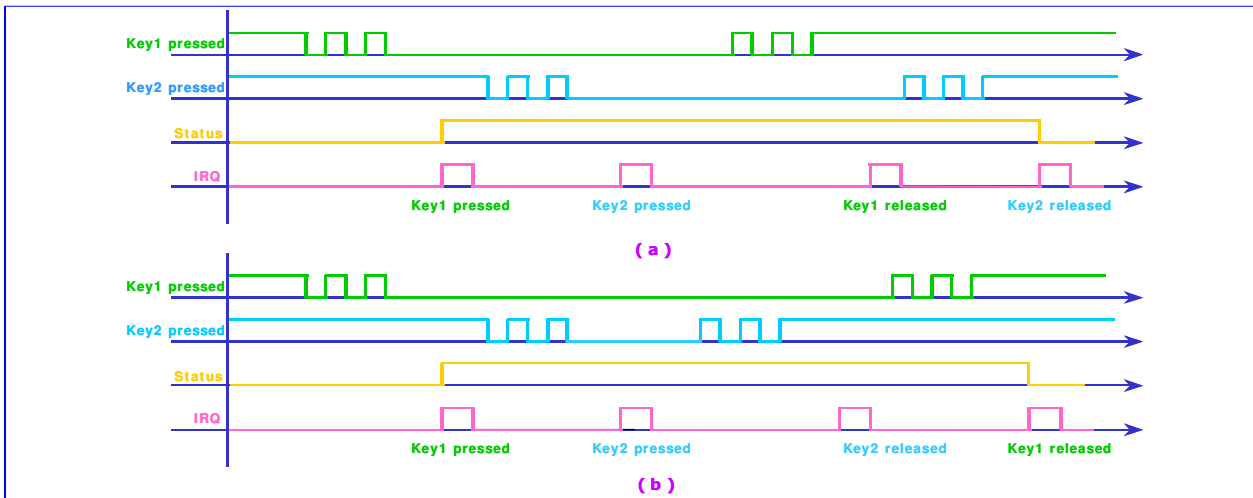 Key1 pressed
Key2 pressed
Status
IRQ
Key1 pressed Key2 pressed Key1 released Key2 released
( a )
Key1 pressed
Key2 pressed
Status
IRQ
Key1 pressed Key2 pressed Key2 released Key1 released
( b )